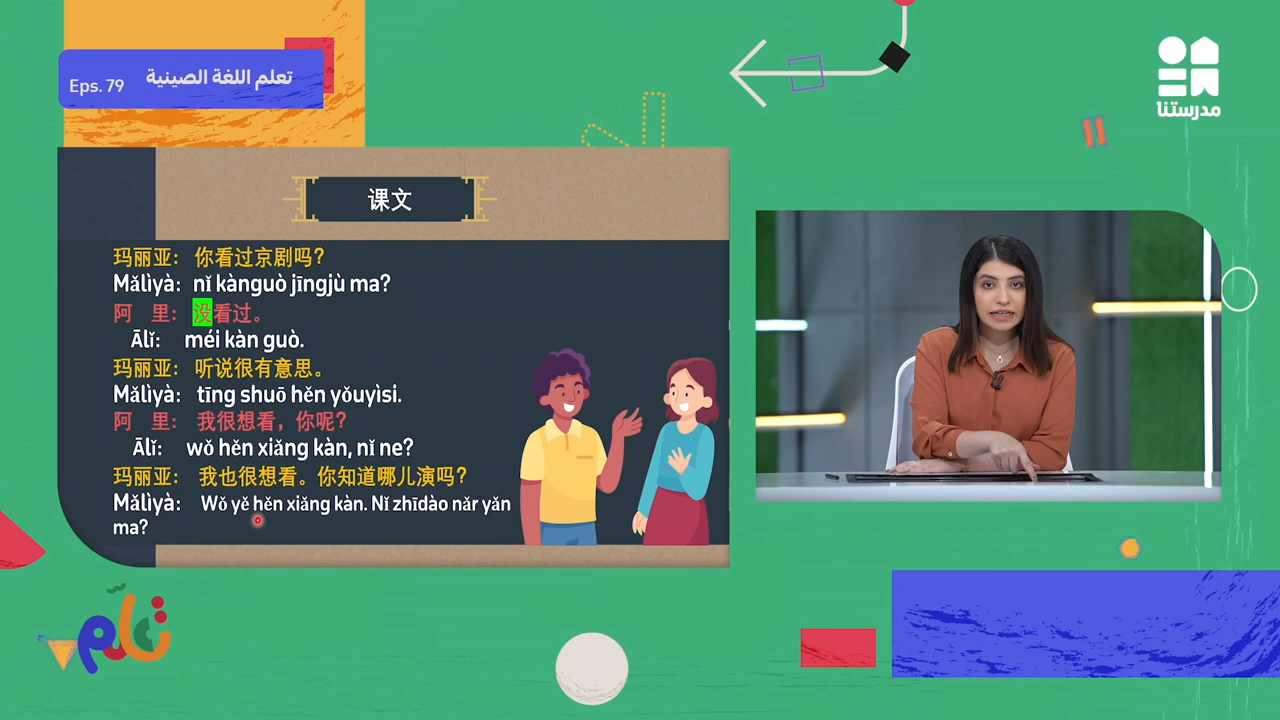 تعلم اللغة الصينية
Eps. 79
مدرستنا
课文
玛丽亚: 你看过京剧吗?
Mǎlìyà: nǐ kànguò jīngjù ma?
阿 里: 没看过。
Ālǐ: méi kàn guò.
玛丽亚: 听说很有意思。
Mǎlìyà: tīng shuō hěn yǒuyìsi.
阿 里: 我很想看，你呢?
Ālǐ: wǒ hěn xiǎng kàn, nǐ ne?
玛丽亚: 我也很想看。你知道哪儿演吗?
Mǎlìyà: Wǒ yě hěn xiǎng kàn. Nǐ zhīdào nǎr yǎn
ma?